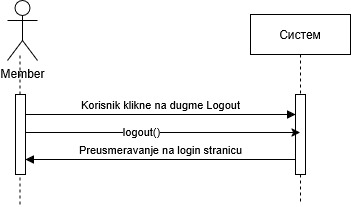 Систем
Member
Korisnik klikne na dugme Logout
logout()
Preusmeravanje na login stranicu